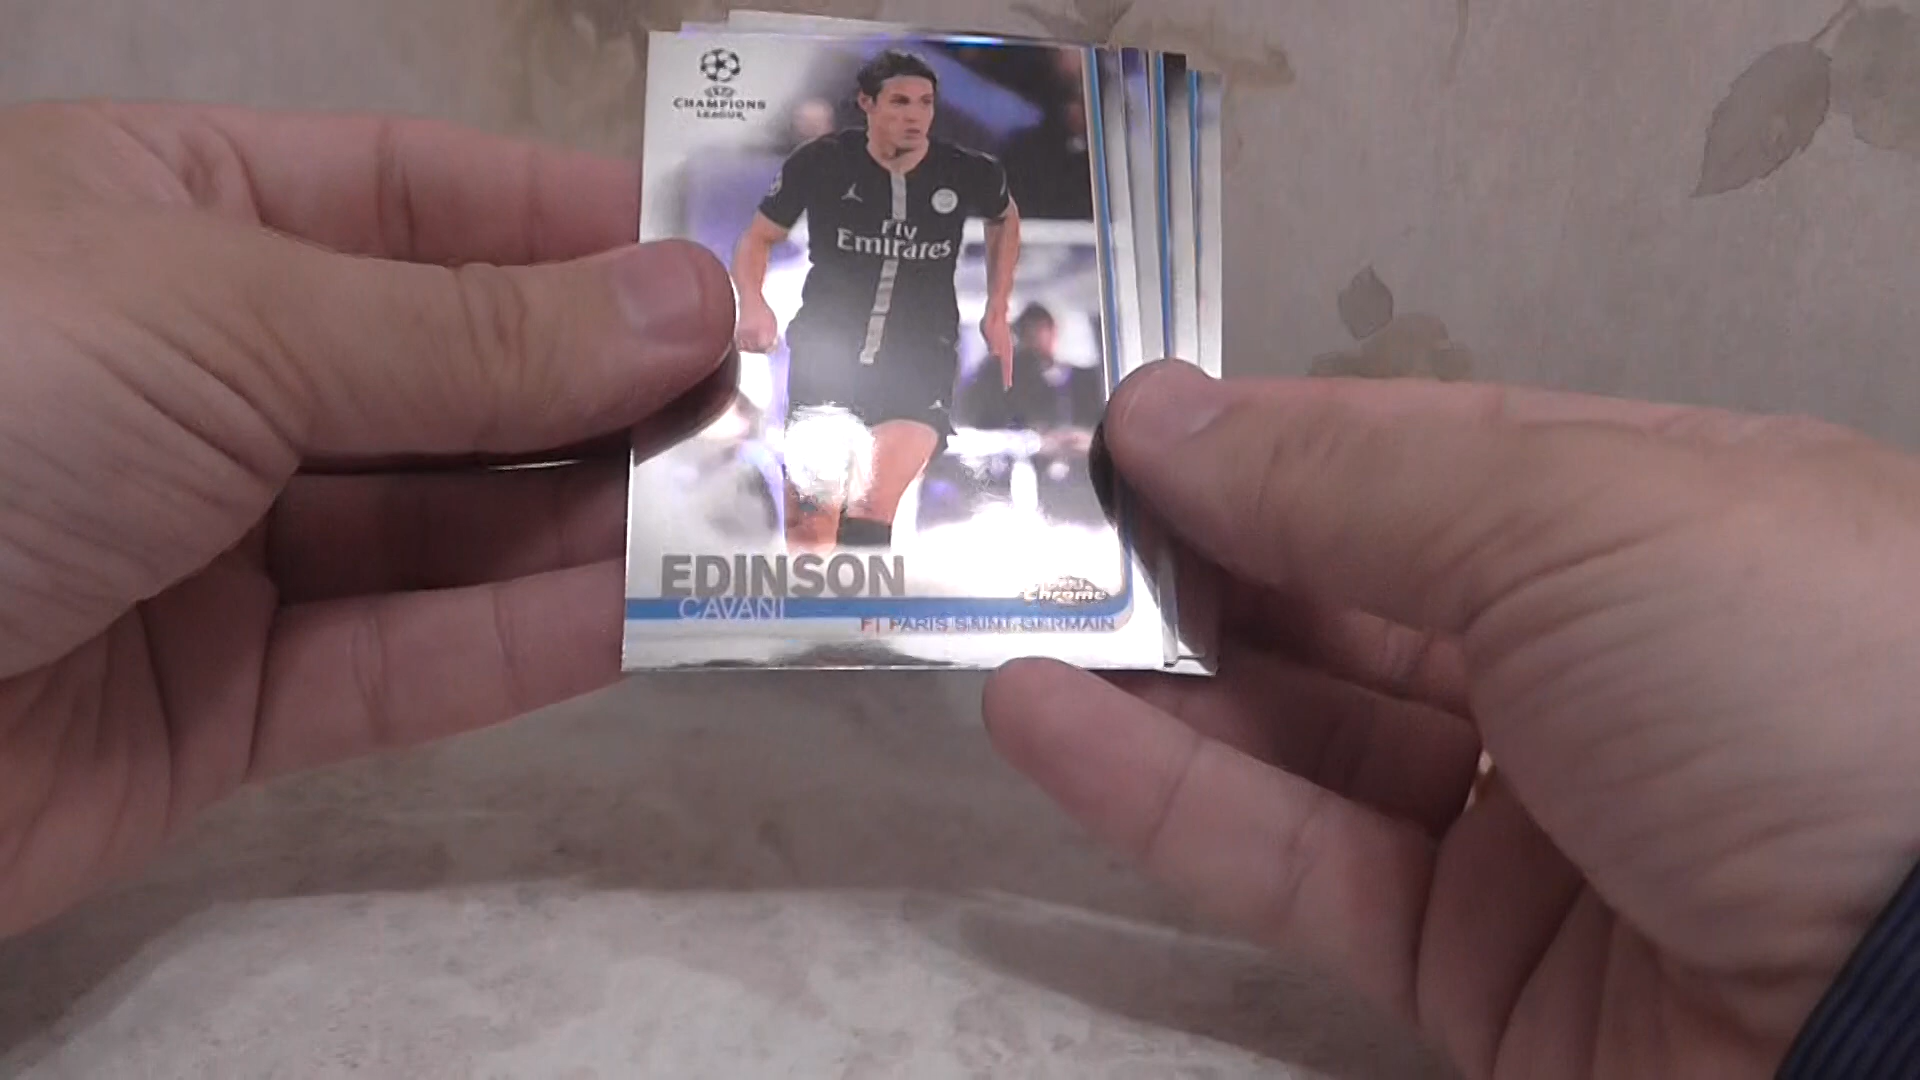 CHAMPIONS
LEAGUE
Fly
Emirates
EDINSON
CAVANI
Chrome
F| PARIS SAINT-GERMAIN